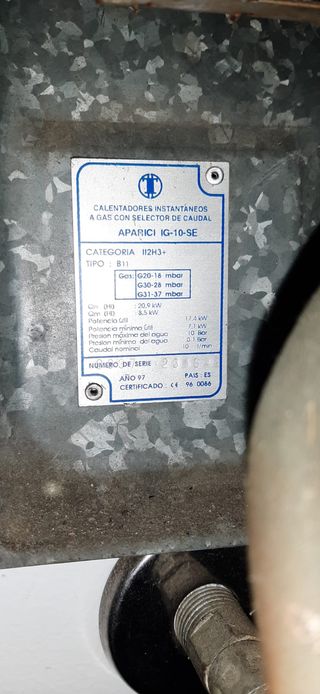 CALENTADORES INSTANTÁNEOS
A GAS CON SELECTOR DE CAUDAL
APARICI IG-10-SE
CATEGORIA II2H3+
TIPO : B11
Gas: G20-18 mbar
G30-28 mbar
G31-37 mbar
Qn (Hi) : 20,9 kW
Qm (Hi) : 8,5 kW
Potencia útil 17,4 kW
Potencia mínima útil 7,1 kW
Presion máxima del agua 10 Bar
Presión mínima del agua 0.1 Bar
Caudal nominal 10 l/min
NUMERO DE SERIE
AÑO 97 PAIS: ES
CERTIFICADO: CE 96 0066